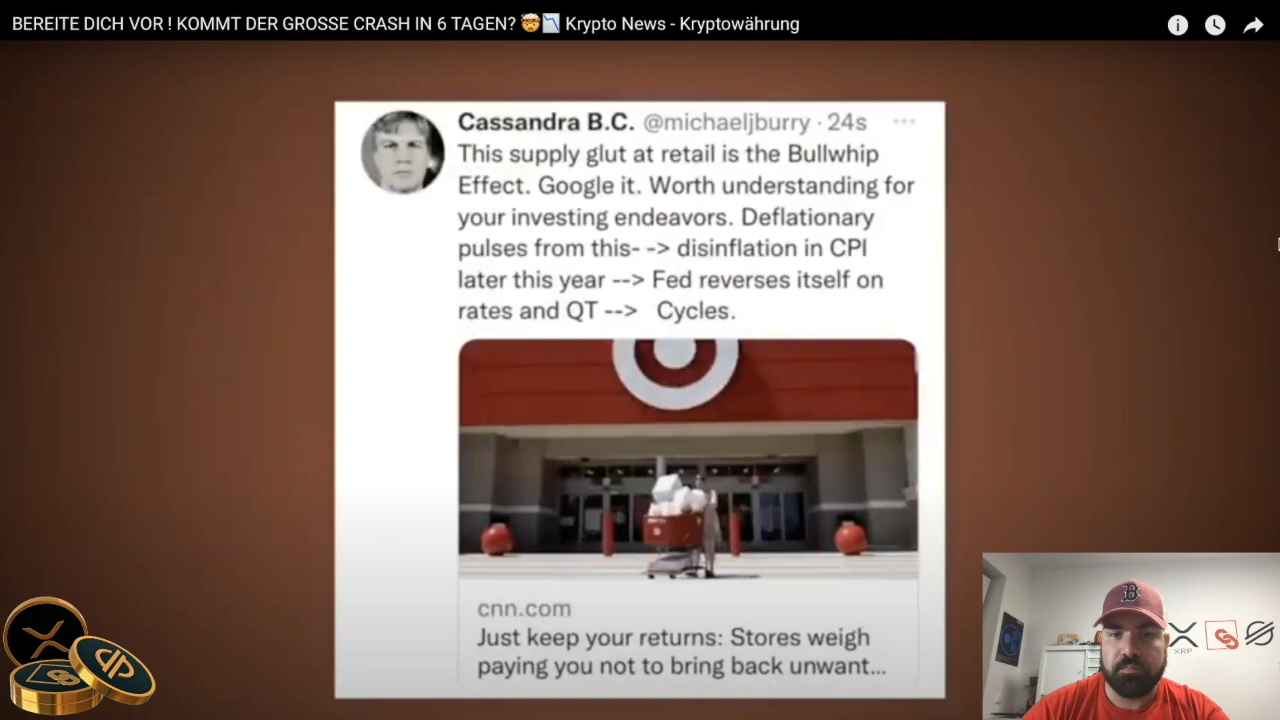 BEREITE DICH VOR ! KOMMT DER GROSSE CRASH IN 6 TAGEN? 🤯📉 Krypto News - Kryptowährung
Cassandra B.C. @michaeljburry · 24s
This supply glut at retail is the Bullwhip
Effect. Google it. Worth understanding for
your investing endeavors. Deflationary
pulses from this- -> disinflation in CPI
later this year --> Fed reverses itself on
rates and QT --> Cycles.
cnn.com
Just keep your returns: Stores weigh
paying you not to bring back unwant...
B
XRP